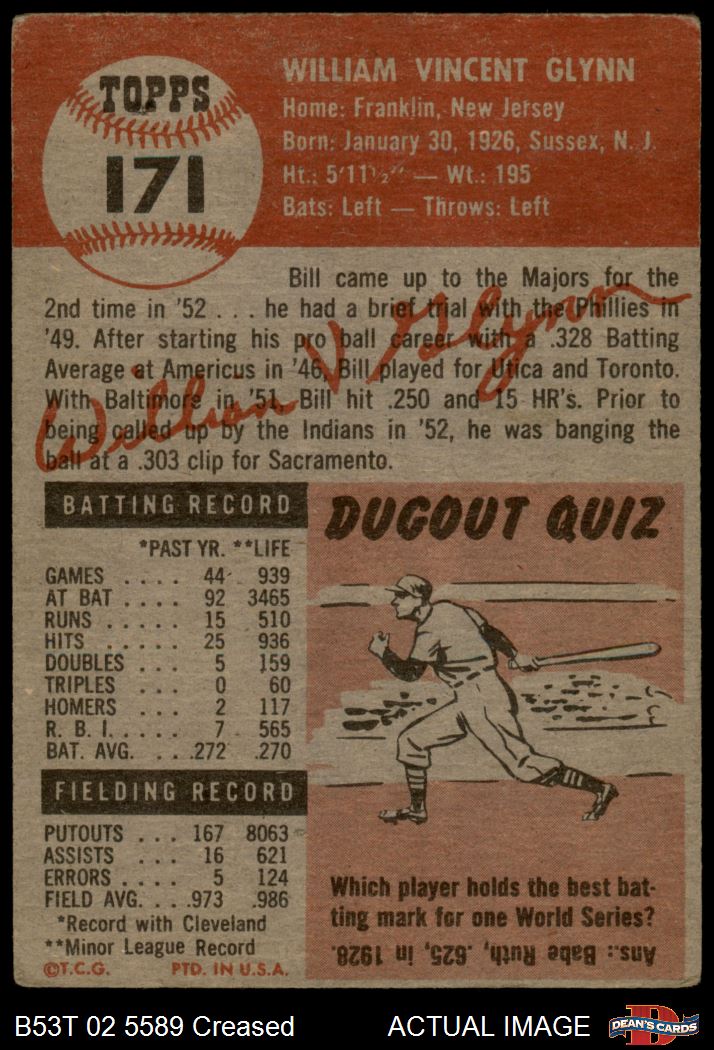 TOPPS
171
WILLIAM VINCENT GLYNN
Home: Franklin, New Jersey
Born: January 30, 1926, Sussex, N. J.
Ht.: 5'11½" — Wt.: 195
Bats: Left — Throws: Left
Bill came up to the Majors for the
2nd time in '52 . . . he had a brief trial with the Phillies in
'49. After starting his pro ball career with a .328 Batting
Average at Americus in '46, Bill played for Utica and Toronto.
With Baltimore in '51, Bill hit .250 and 15 HR's. Prior to
being called up by the Indians in '52, he was banging the
ball at a .303 clip for Sacramento.
William V Glynn
BATTING RECORD
*PAST YR. **LIFE
GAMES . . . . 44 939
AT BAT . . . . 92 3465
RUNS . . . . . 15 510
HITS . . . . . 25 936
DOUBLES . . . 5 159
TRIPLES . . . 0 60
HOMERS . . . 2 117
R. B. I. . . . . 7 565
BAT. AVG. . . . .272 .270
FIELDING RECORD
PUTOUTS . . . 167 8063
ASSISTS . . . 16 621
ERRORS . . . . 5 124
FIELD AVG. . . . .973 .986
*Record with Cleveland
**Minor League Record
©T.C.G. PTD. IN U.S.A.
DUGOUT QUIZ
Which player holds the best bat-
ting mark for one World Series?
Ans.: Babe Ruth, .625, in 1928.
B53T 02 5589 Creased ACTUAL IMAGE
D
DEAN'S CARDS